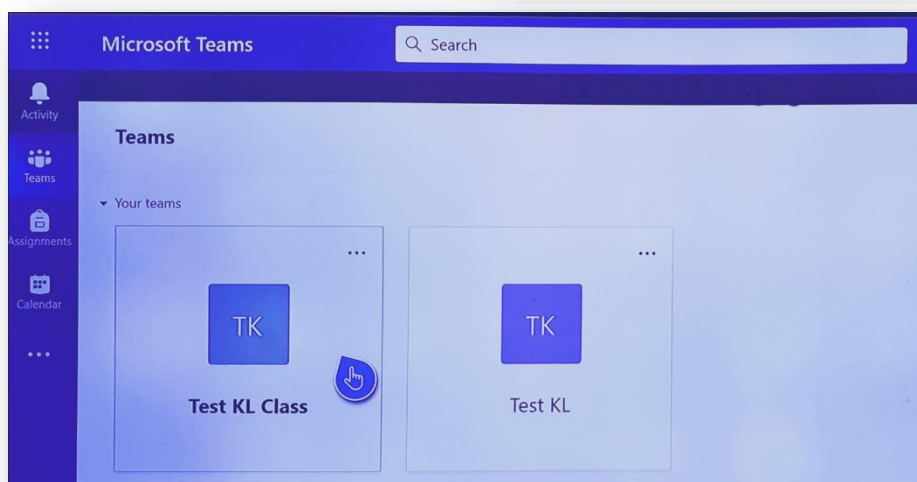 Microsoft Teams
Search
Activity
Teams
Assignments
Calendar
Teams
Your teams
TK
Test KL Class
TK
Test KL